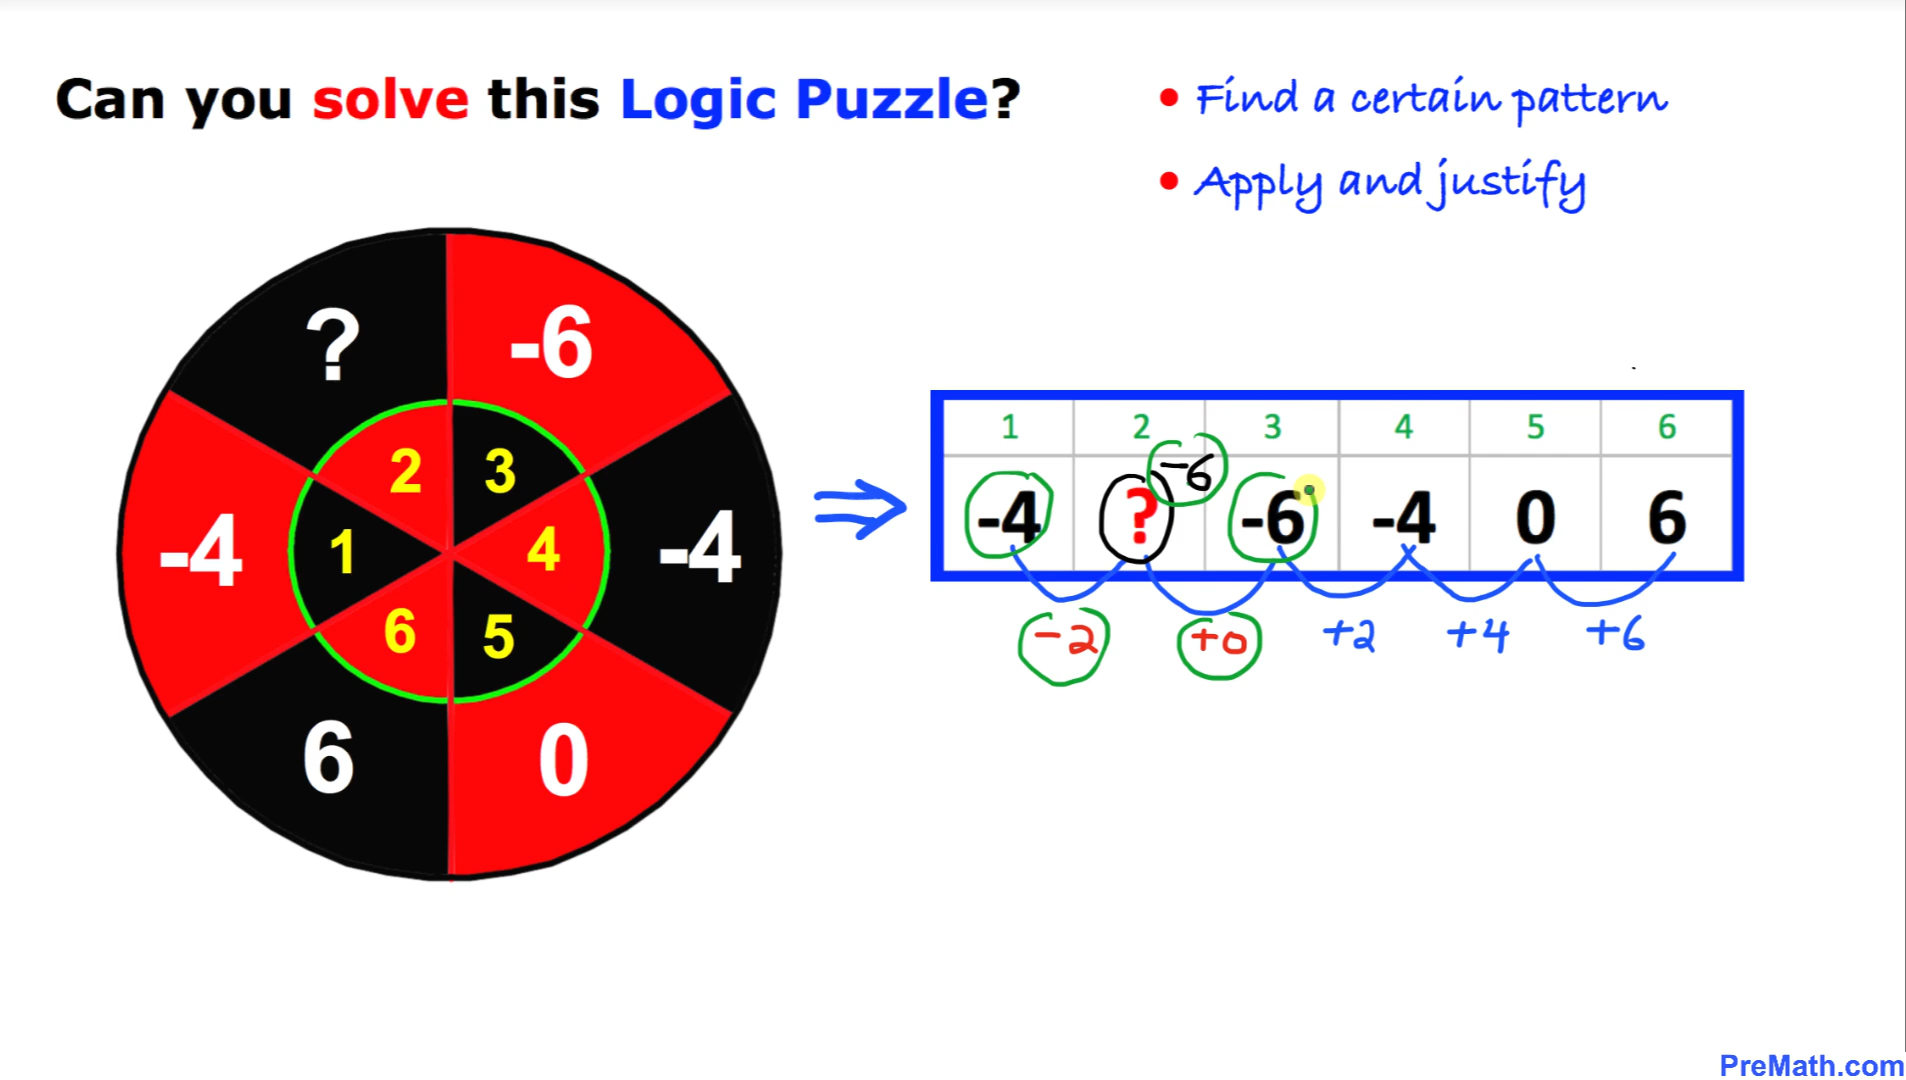 Can you solve this Logic Puzzle?
• Find a certain pattern
• Apply and justify
? -6
2 3
-4 1 4 -4
6 5
6 0
1 2 3 4 5 6
-6
-4 ? -6 -4 0 6
-2 +0 +2 +4 +6
PreMath.com